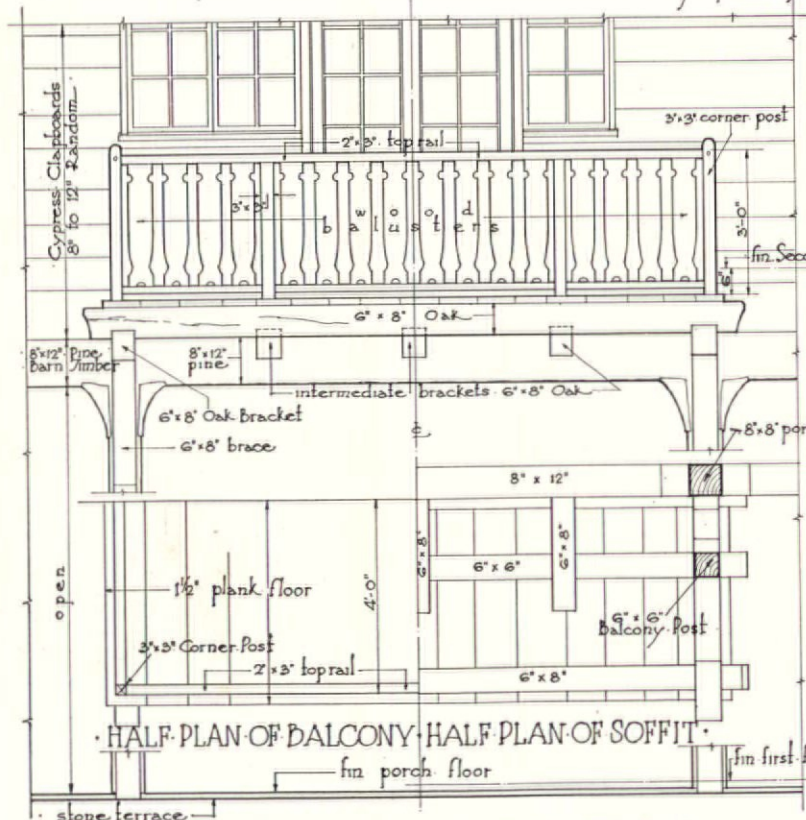 Cypress Clapboards
8" to 12" Random
3"x3" corner post
2"x3" top rail
3"x3"
wood
balusters
3'-0"
6"
fin. Seco
6" x 8" Oak
8"x12" Pine
Barn Timber
8"x12"
pine
intermediate brackets 6"x8" Oak
6"x8" Oak Bracket
6"x8" brace
8"x8" por
8" x 12"
6"x8"
6"x8"
6" x 6"
open
1½" plank floor
4'-0"
6" x 6"
Balcony Post
3"x3" Corner Post
2"x3" top rail
6"x8"
· HALF·PLAN·OF·BALCONY·HALF·PLAN·OF·SOFFIT ·
fin porch floor
fin first f
stone terrace